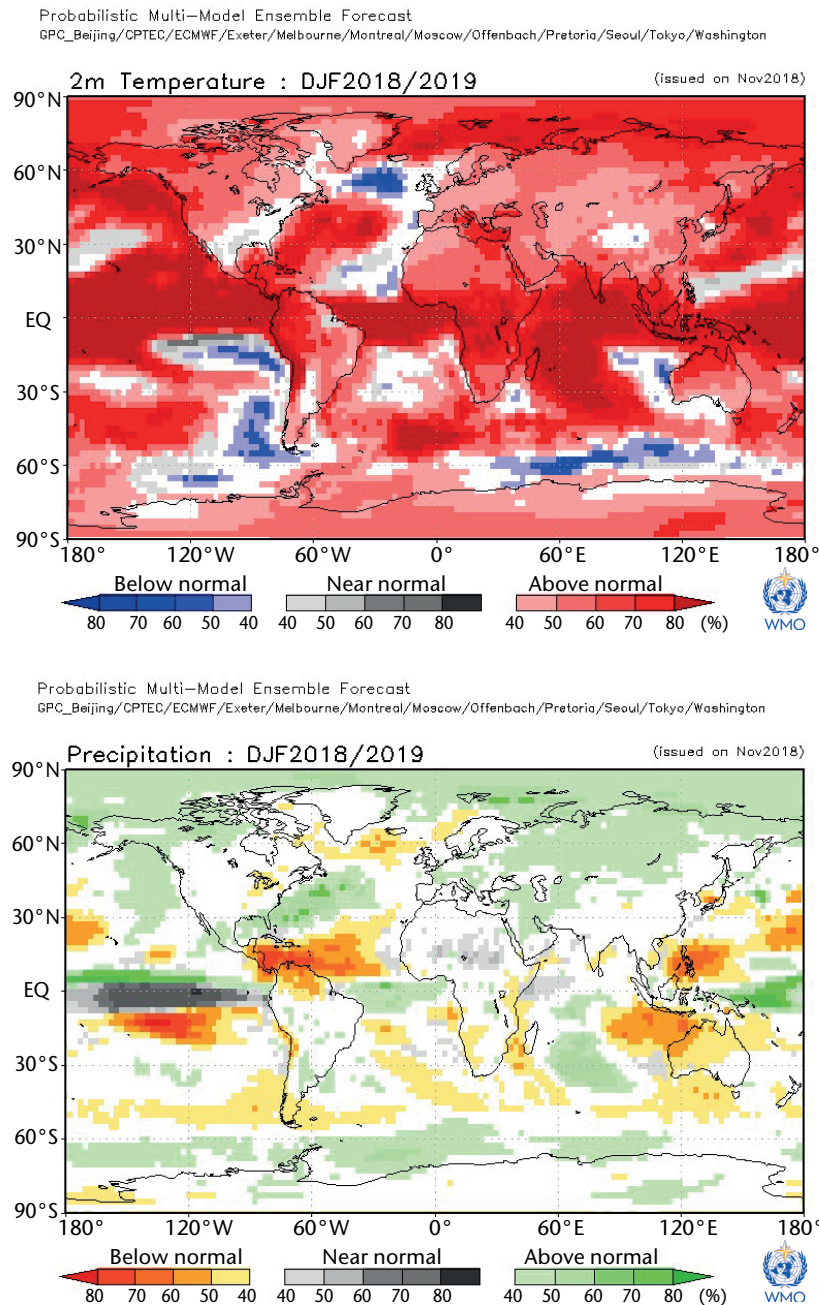 Probabilistic Multi-Model Ensemble Forecast
GPC_Beijing/CPTEC/ECMWF/Exeter/Melbourne/Montreal/Moscow/Offenbach/Pretoria/Seoul/Tokyo/Washington
2m Temperature : DJF2018/2019 (issued on Nov2018)
90°N
60°N
30°N
EQ
30°S
60°S
90°S
180° 120°W 60°W 0° 60°E 120°E 180°
Below normal Near normal Above normal
80 70 60 50 40 40 50 60 70 80 40 50 60 70 80 (%)
WMO
Probabilistic Multi-Model Ensemble Forecast
GPC_Beijing/CPTEC/ECMWF/Exeter/Melbourne/Montreal/Moscow/Offenbach/Pretoria/Seoul/Tokyo/Washington
Precipitation : DJF2018/2019 (issued on Nov2018)
90°N
60°N
30°N
EQ
30°S
60°S
90°S
180° 120°W 60°W 0° 60°E 120°E 180°
Below normal Near normal Above normal
80 70 60 50 40 40 50 60 70 80 40 50 60 70 80 (%)
WMO